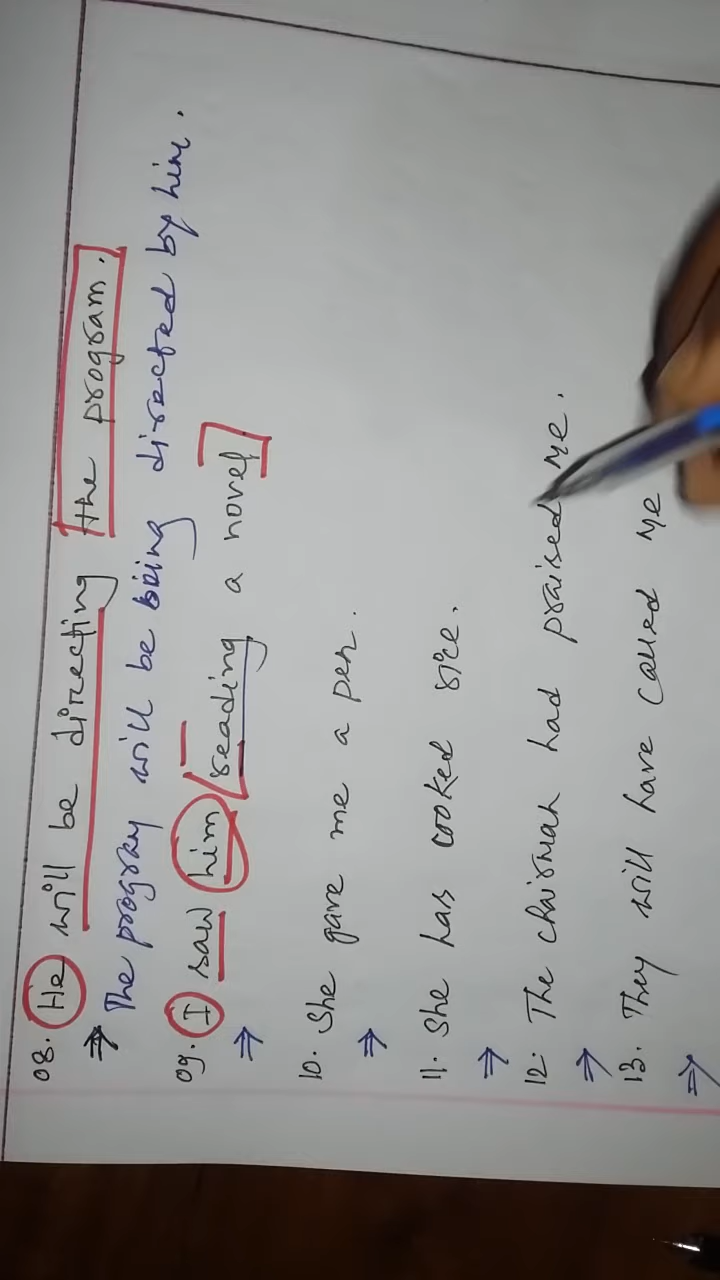 08. He will be directing the program.
⇒ The program will be being directed by him.
09. I saw him reading a novel.
⇒
10. She gave me a pen.
⇒
11. She has cooked rice.
⇒
12. The chairman had praised me.
⇒
13. They will have called me
⇒